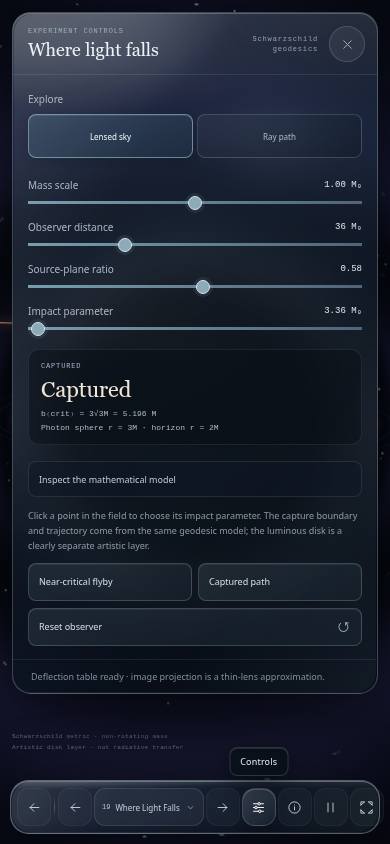 EXPERIMENT CONTROLS
Where light falls
Schwarzschild
geodesics
Explore
Lensed sky
Ray path
Mass scale
1.00 M₀
Observer distance
36 M₀
Source-plane ratio
0.58
Impact parameter
3.36 M₀
CAPTURED
Captured
b₍crit₎ = 3√3M = 5.196 M
Photon sphere r = 3M · horizon r = 2M
Inspect the mathematical model
Click a point in the field to choose its impact parameter. The capture boundary
and trajectory come from the same geodesic model; the luminous disk is a
clearly separate artistic layer.
Near-critical flyby
Captured path
Reset observer
Deflection table ready · image projection is a thin-lens approximation.
Schwarzschild metric · non-rotating mass
Artistic disk layer · not radiative transfer
Controls
19 Where Light Falls